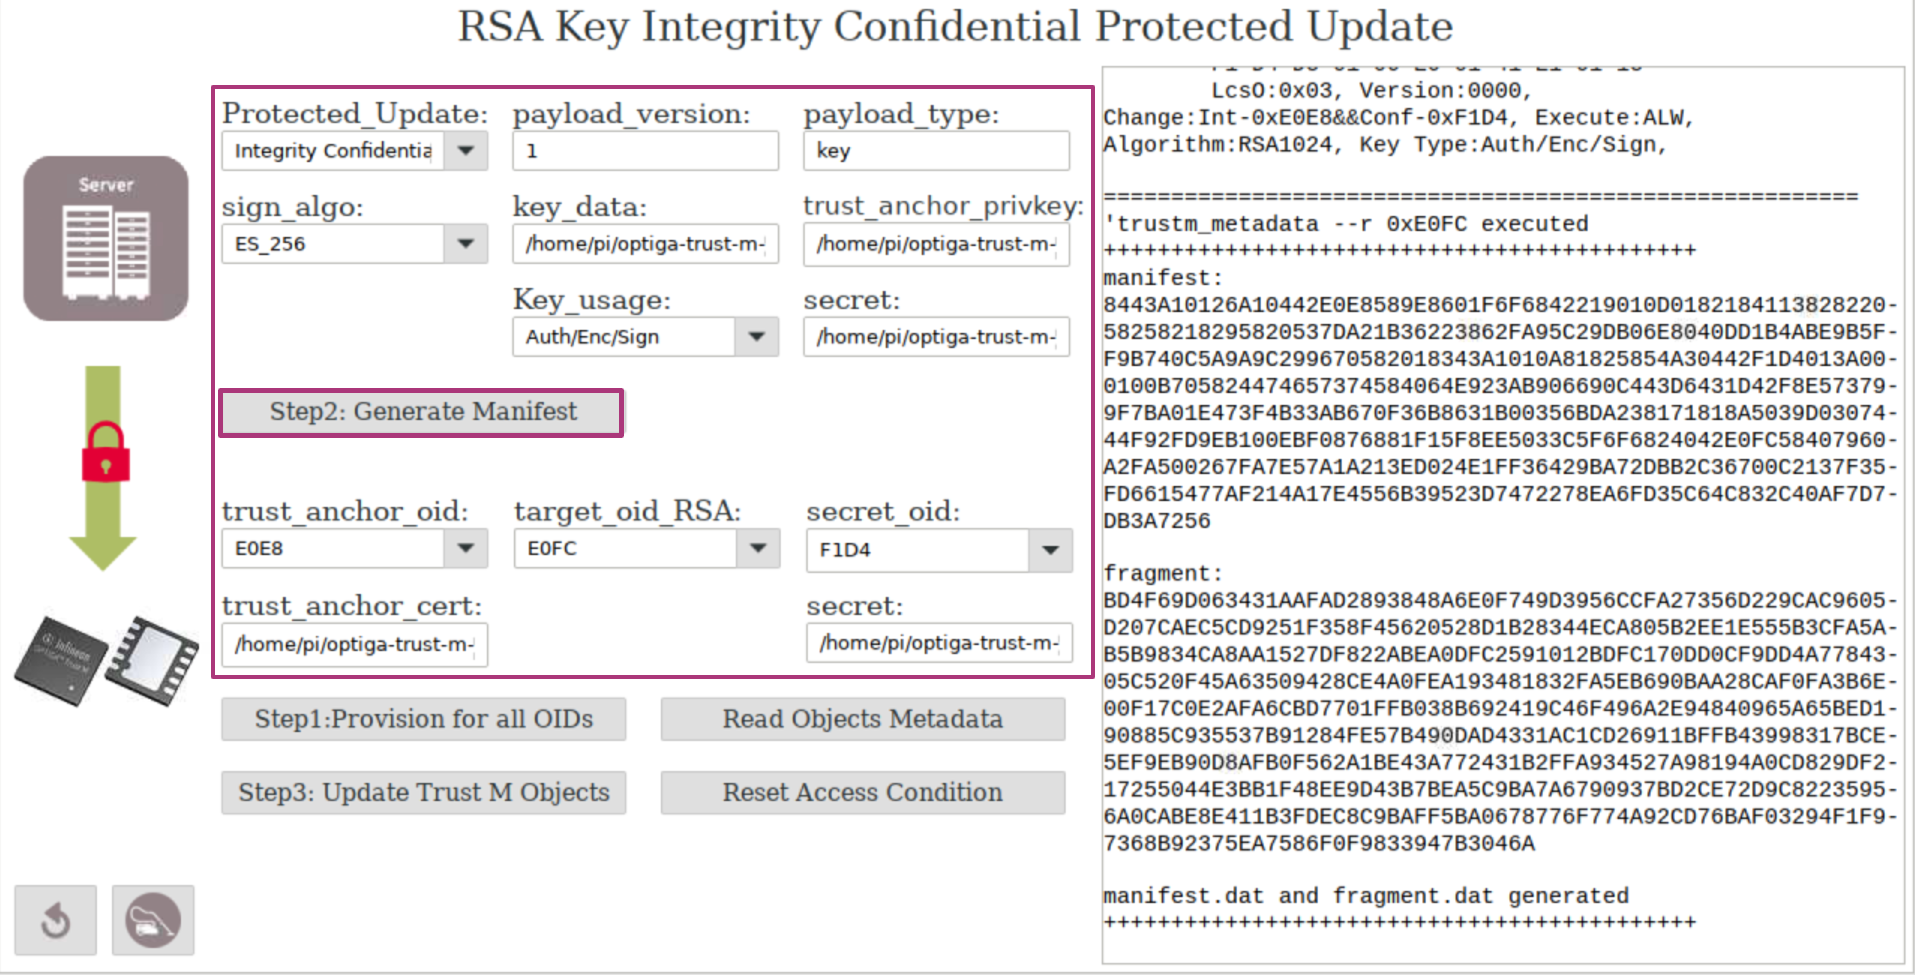 RSA Key Integrity Confidential Protected Update
Server
Protected_Update: payload_version: payload_type:
Integrity Confidentia 1 key
sign_algo: key_data: trust_anchor_privkey:
ES_256 /home/pi/optiga-trust-m- /home/pi/optiga-trust-m-
Key_usage: secret:
Auth/Enc/Sign /home/pi/optiga-trust-m-
Step2: Generate Manifest
trust_anchor_oid: target_oid_RSA: secret_oid:
E0E8 E0FC F1D4
trust_anchor_cert: secret:
/home/pi/optiga-trust-m- /home/pi/optiga-trust-m-
Step1:Provision for all OIDs Read Objects Metadata
Step3: Update Trust M Objects Reset Access Condition
LcsO:0x03, Version:0000,
Change:Int-0xE0E8&&Conf-0xF1D4, Execute:ALW,
Algorithm:RSA1024, Key Type:Auth/Enc/Sign,
========================================================
'trustm_metadata --r 0xE0FC executed
++++++++++++++++++++++++++++++++++++++++++++
manifest:
8443A10126A10442E0E8589E8601F6F6842219010D0182184113828220-
58258218295820537DA21B36223862FA95C29DB06E8040DD1B4ABE9B5F-
F9B740C5A9A9C299670582018343A1010A81825854A30442F1D4013A00-
0100B7058244746573745840​64E923AB906690C443D6431D42F8E57379-
9F7BA01E473F4B33AB670F36B8631B00356BDA238171818A5039D03074-
44F92FD9EB100EBF0876881F15F8EE5033C5F6F6824042E0FC58407960-
A2FA500267FA7E57A1A213ED024E1FF36429BA72DBB2C36700C2137F35-
FD6615477AF214A17E4556B39523D7472278EA6FD35C64C832C40AF7D7-
DB3A7256
fragment:
BD4F69D063431AAFAD2893848A6E0F749D3956CCFA27356D229CAC9605-
D207CAEC5CD9251F358F45620528D1B28344ECA805B2EE1E555B3CFA5A-
B5B9834CA8AA1527DF822ABEA0DFC2591012BDFC170DD0CF9DD4A77843-
05C520F45A63509428CE4A0FEA193481832FA5EB690BAA28CAF0FA3B6E-
00F17C0E2AFA6CBD7701FFB038B692419C46F496A2E94840965A65BED1-
90885C935537B91284FE57B490DAD4331AC1CD26911BFFB43998317BCE-
5EF9EB90D8AFB0F562A1BE43A772431B2FFA934527A98194A0CD829DF2-
17255044E3BB1F48EE9D43B7BEA5C9BA7A6790937BD2CE72D9C8223595-
6A0CABE8E411B3FDEC8C9BAFF5BA0678776F774A92CD76BAF03294F1F9-
7368B92375EA7586F0F9833947B3046A
manifest.dat and fragment.dat generated
++++++++++++++++++++++++++++++++++++++++++++